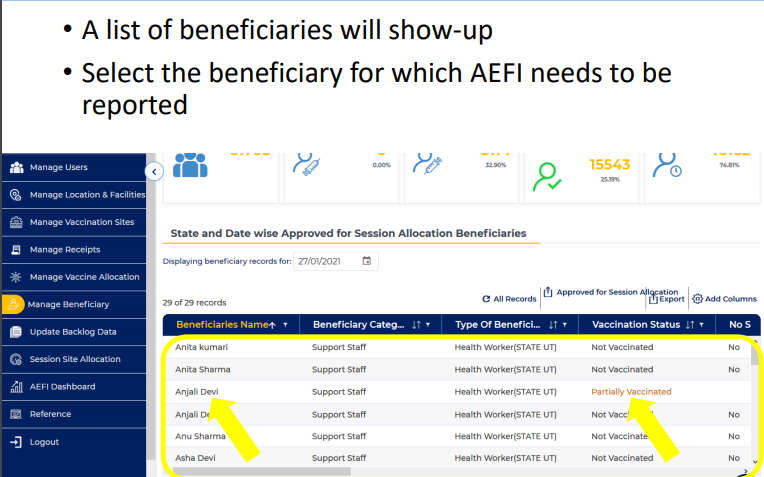 • A list of beneficiaries will show-up
• Select the beneficiary for which AEFI needs to be
reported
Manage Users
Manage Location & Facilities
Manage Vaccination Sites
Manage Receipts
Manage Vaccine Allocation
Manage Beneficiary
Update Backlog Data
Session Site Allocation
AEFI Dashboard
Reference
Logout
0.00%
32.90%
15543
25.19%
74.81%
State and Date wise Approved for Session Allocation Beneficiaries
Displaying beneficiary records for: 27/01/2021
29 of 29 records
All Records
Approved for Session Allocation
Export
Add Columns
Beneficiaries Name Beneficiary Categ... Type Of Benefici... Vaccination Status No S
Anita kumari Support Staff Health Worker(STATE UT) Not Vaccinated No
Anita Sharma Support Staff Health Worker(STATE UT) Not Vaccinated No
Anjali Devi Support Staff Health Worker(STATE UT) Partially Vaccinated
Anjali Support Staff Health Worker(STATE UT) Not No
Anu Sharma Support Staff Health Worker(STATE UT) Not Vaccinated No
Asha Devi Support Staff Health Worker(STATE UT) Not Vaccinated No